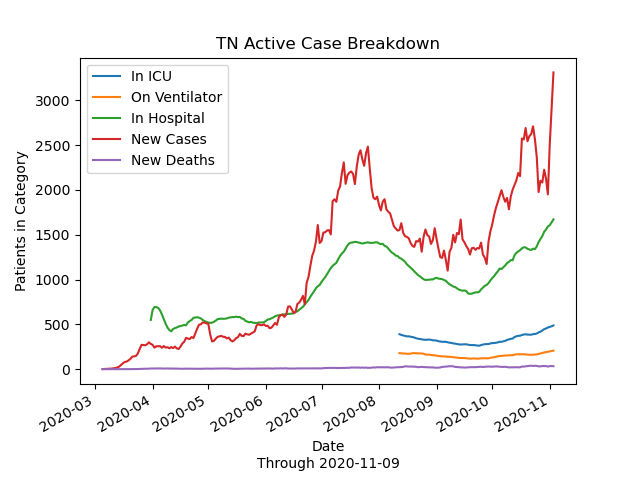 TN Active Case Breakdown
In ICU
On Ventilator
In Hospital
New Cases
New Deaths
Patients in Category
3000
2500
2000
1500
1000
500
0
2020-03
2020-04
2020-05
2020-06
2020-07
2020-08
2020-09
2020-10
2020-11
Date
Through 2020-11-09